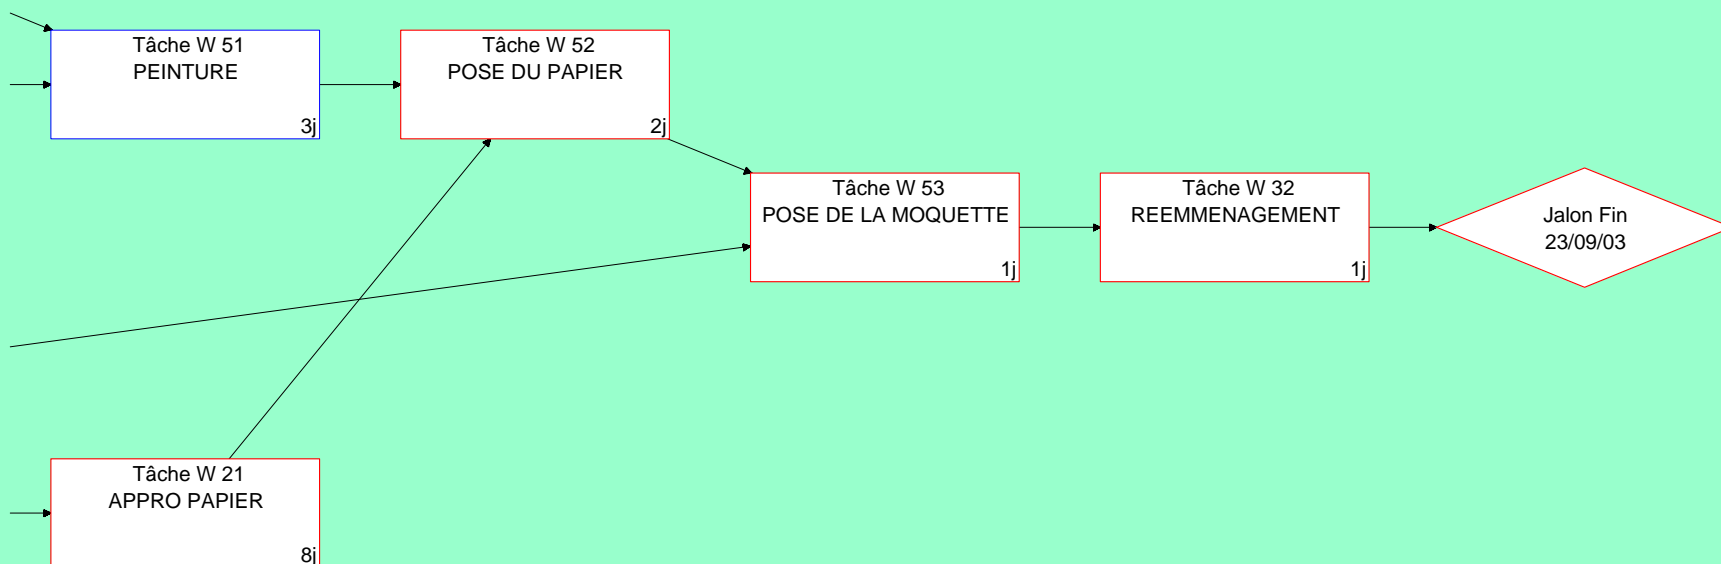 Tâche W 51
PEINTURE
3j
Tâche W 52
POSE DU PAPIER
2j
Tâche W 53
POSE DE LA MOQUETTE
1j
Tâche W 32
REEMMENAGEMENT
1j
Jalon Fin
23/09/03
Tâche W 21
APPRO PAPIER
8j